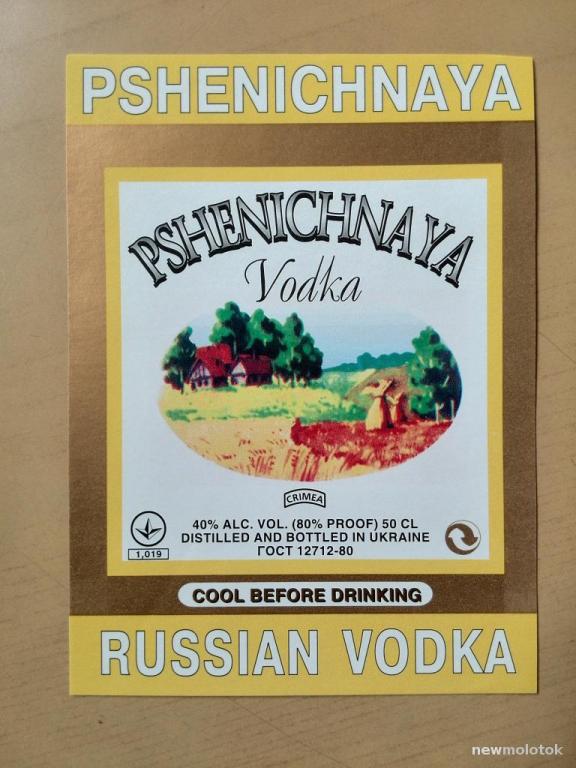 PSHENICHNAYA
PSHENICHNAYA
Vodka
CRIMEA
40% ALC. VOL. (80% PROOF) 50 CL
DISTILLED AND BOTTLED IN UKRAINE
ГОСТ 12712-80
1,019
COOL BEFORE DRINKING
RUSSIAN VODKA
newmolotok